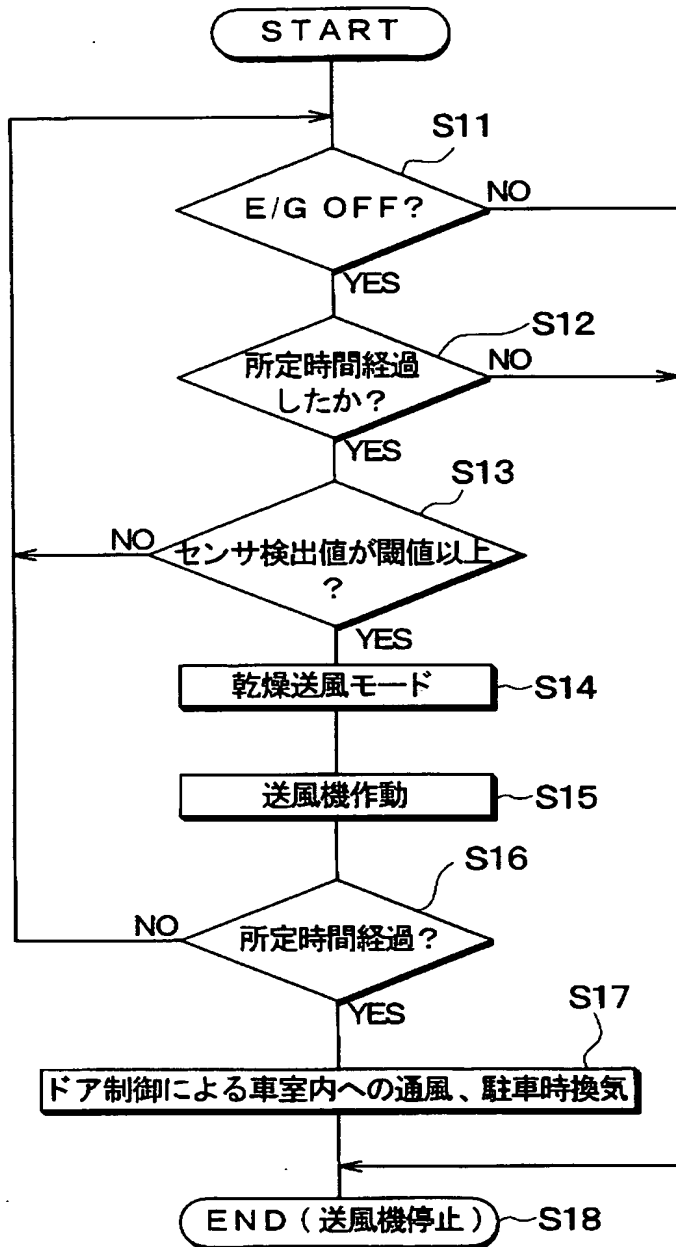 START
S11
E/G OFF?
NO
YES
S12
所定時間経過
したか?
NO
YES
S13
NO
センサ検出値が閾値以上
?
YES
乾燥送風モード
S14
送風機作動
S15
S16
NO
所定時間経過?
YES
S17
ドア制御による車室内への通風、駐車時換気
END(送風機停止)
S18